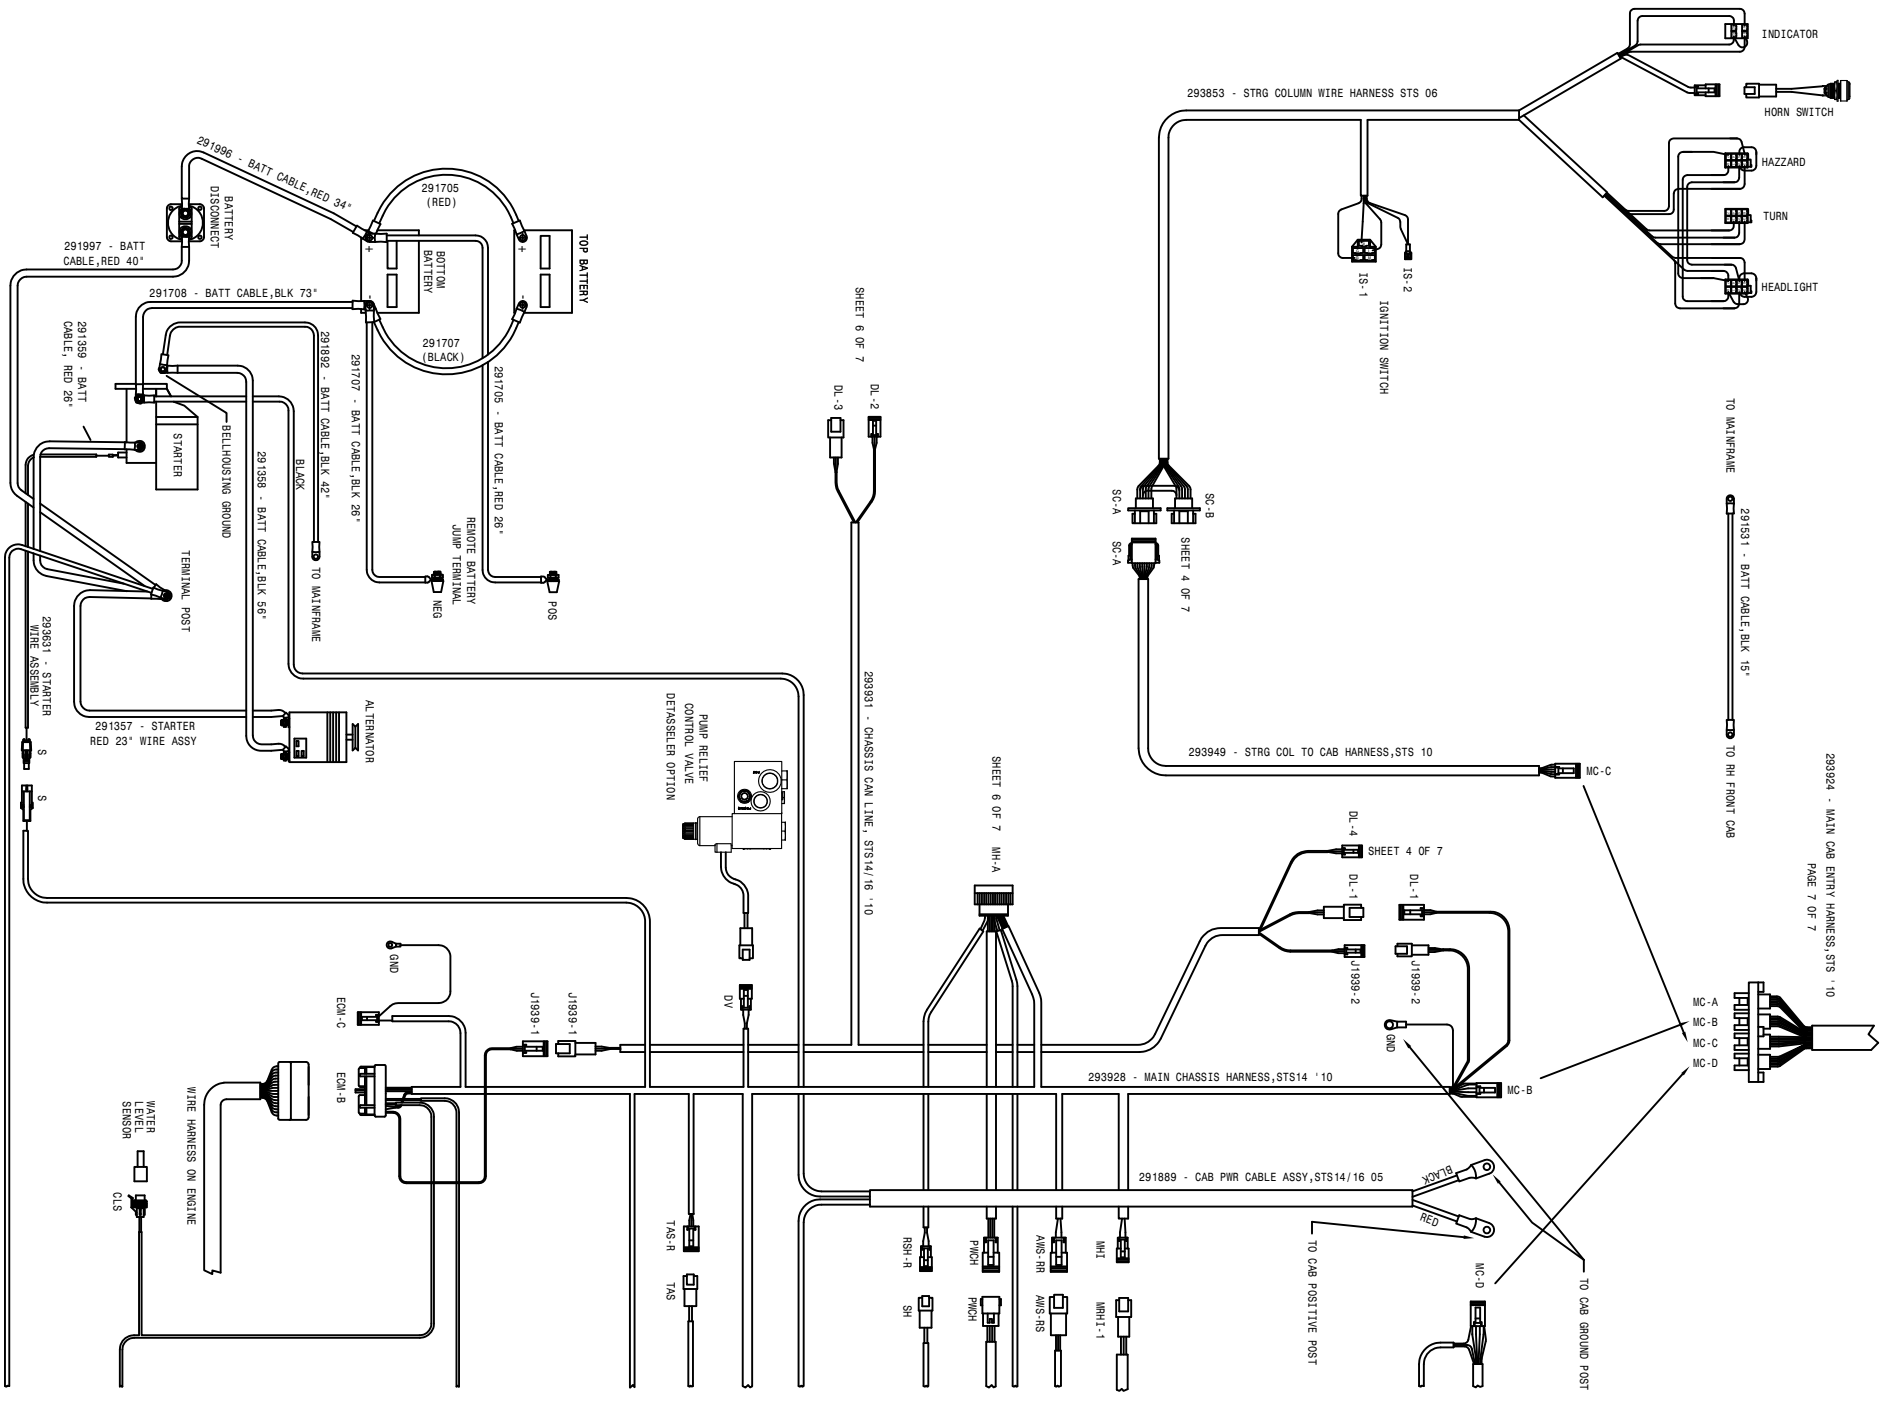 INDICATOR
HORN SWITCH
HAZZARD
TURN
HEADLIGHT
293853 - STRG COLUMN WIRE HARNESS STS 06
IS-1
IS-2
IGNITION SWITCH
291996 - BATT CABLE,RED 34"
BATTERY
DISCONNECT
291997 - BATT
CABLE,RED 40"
291705
(RED)
TOP BATTERY
BOTTOM
BATTERY
+
-
+
-
291708 - BATT CABLE,BLK 73"
291707
(BLACK)
291359 - BATT
CABLE, RED 26"
291892 - BATT CABLE,BLK 42"
291707 - BATT CABLE,BLK 26"
291705 - BATT CABLE,RED 26"
STARTER
BELLHOUSING GROUND
291358 - BATT CABLE,BLK 56"
BLACK
TO MAINFRAME
REMOTE BATTERY
JUMP TERMINAL
NEG
POS
TERMINAL POST
293631 - STARTER
WIRE ASSEMBLY
291357 - STARTER
RED 23" WIRE ASSY
ALTERNATOR
S
S
SHEET 6 OF 7
DL-3
DL-2
293931 - CHASSIS CAN LINE, STS14/16 '10
PUMP RELIEF
CONTROL VALVE
DETASSELER OPTION
DV
SC-A
SC-B
SC-A
SHEET 4 OF 7
293949 - STRG COL TO CAB HARNESS,STS 10
MC-C
TO MAINFRAME
291531 - BATT CABLE,BLK 15"
TO RH FRONT CAB
293924 - MAIN CAB ENTRY HARNESS,STS '10
PAGE 7 OF 7
MC-A
MC-B
MC-C
MC-D
SHEET 6 OF 7 MH-A
DL-4
SHEET 4 OF 7
DL-1
DL-1
J1939-2
J1939-2
GND
MC-B
293928 - MAIN CHASSIS HARNESS,STS14 '10
GND
ECM-C
J1939-1
J1939-1
ECM-B
WIRE HARNESS ON ENGINE
WATER
LEVEL
SENSOR
CLS
291889 - CAB PWR CABLE ASSY,STS14/16 05
BLACK
RED
TO CAB POSITIVE POST
TO CAB GROUND POST
MC-D
TAS-R
TAS
RSH-R
SH
PWCH
PWCH
AWS-RR
AWS-RS
MHI
MRHI-1